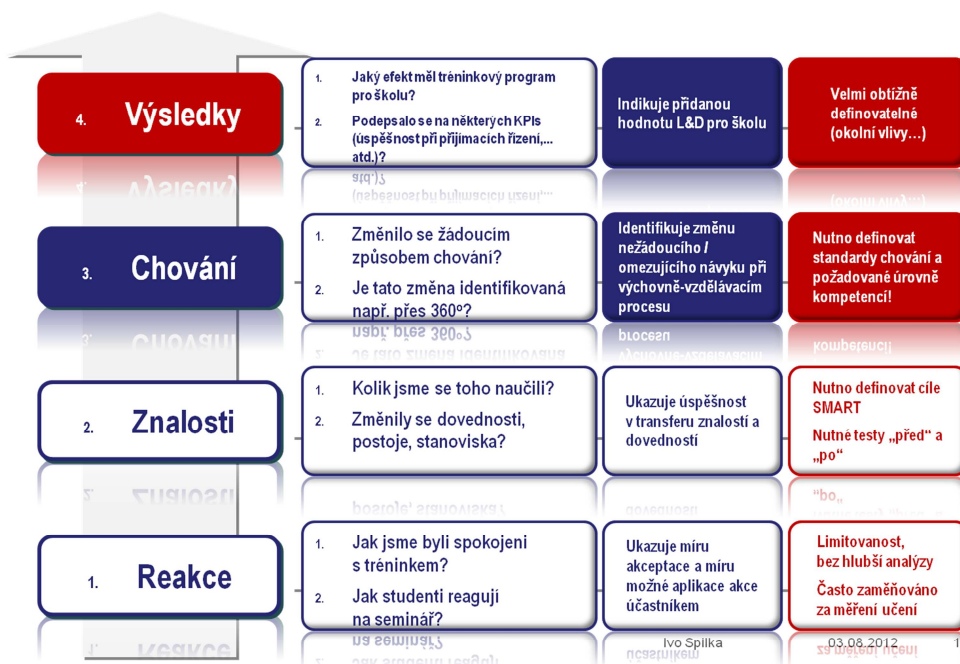 4. Výsledky
1. Jaký efekt měl tréninkový program
pro školu?
2. Podepsalo se na některých KPIs
(úspěšnost při přijímacích řízení,...
atd.)?
Indikuje přidanou
hodnotu L&D pro školu
Velmi obtížně
definovatelné
(okolní vlivy...)
3. Chování
1. Změnilo se žádoucím
způsobem chování?
2. Je tato změna identifikovaná
např. přes 360º?
Identifikuje změnu
nežádoucího /
omezujícího návyku při
výchovně-vzdělávacím
procesu
Nutno definovat
standardy chování a
požadované úrovně
kompetencí!
2. Znalosti
1. Kolik jsme se toho naučili?
2. Změnily se dovednosti,
postoje, stanoviska?
Ukazuje úspěšnost
v transferu znalostí a
dovedností
Nutno definovat cíle
SMART
Nutné testy „před“ a
„po“
1. Reakce
1. Jak jsme byli spokojeni
s tréninkem?
2. Jak studenti reagují
na seminář?
Ukazuje míru
akceptace a míru
možné aplikace akce
účastníkem
Limitovanost,
bez hlubší analýzy
Často zaměňováno
za měření učení
Ivo Spilka 03.08.2012 1